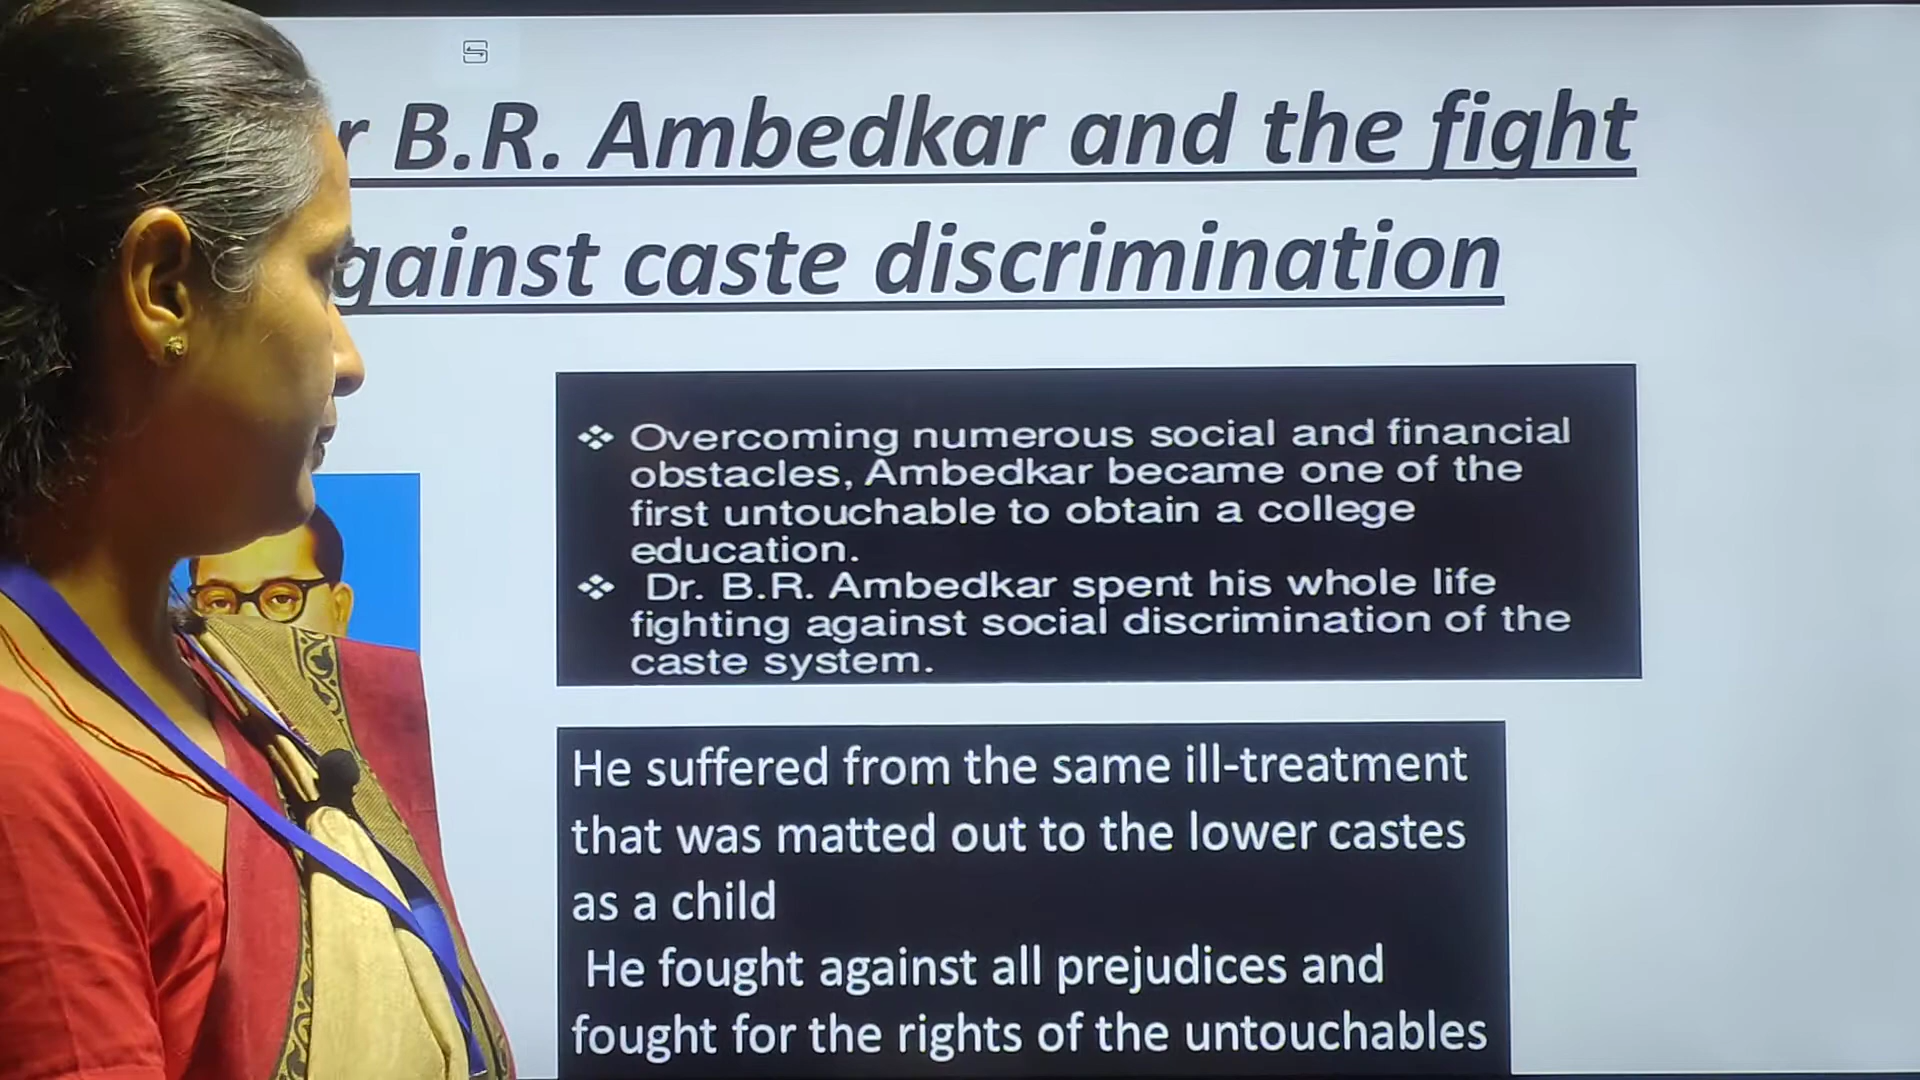 r B.R. Ambedkar and the fight
gainst caste discrimination
❖ Overcoming numerous social and financial
obstacles, Ambedkar became one of the
first untouchable to obtain a college
education.
❖ Dr. B.R. Ambedkar spent his whole life
fighting against social discrimination of the
caste system.
He suffered from the same ill-treatment
that was matted out to the lower castes
as a child
He fought against all prejudices and
fought for the rights of the untouchables